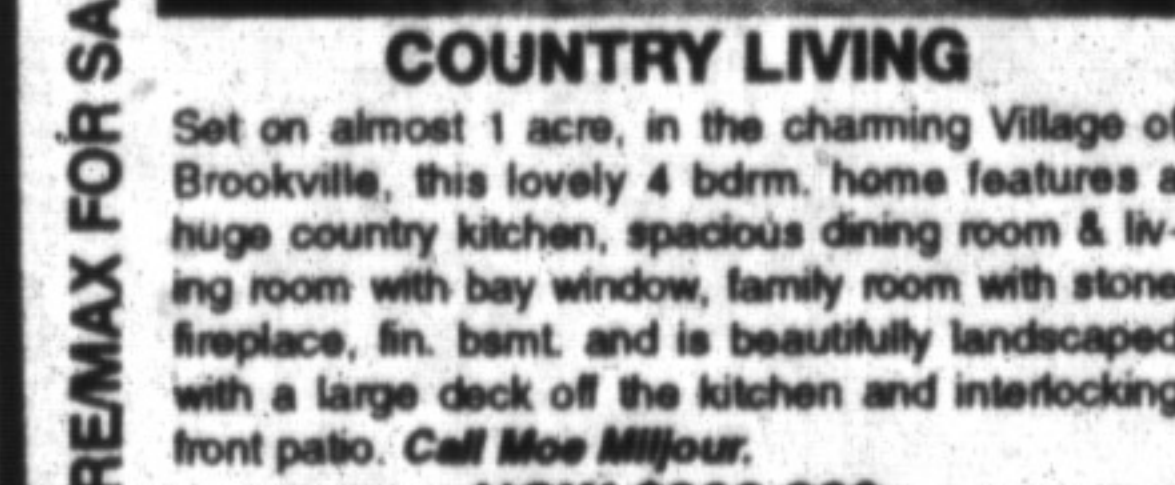 RE/MAX FOR SA
COUNTRY LIVING
Set on almost 1 acre, in the charming Village o
Brookville, this lovely 4 bdrm. home features a
huge country kitchen, spacious dining room & liv-
ing room with bay window, family room with stone
fireplace, fin. bsmt. and is beautifully landscaped
with a large deck off the kitchen and interlocking
front patio. Call Moe Miljour.